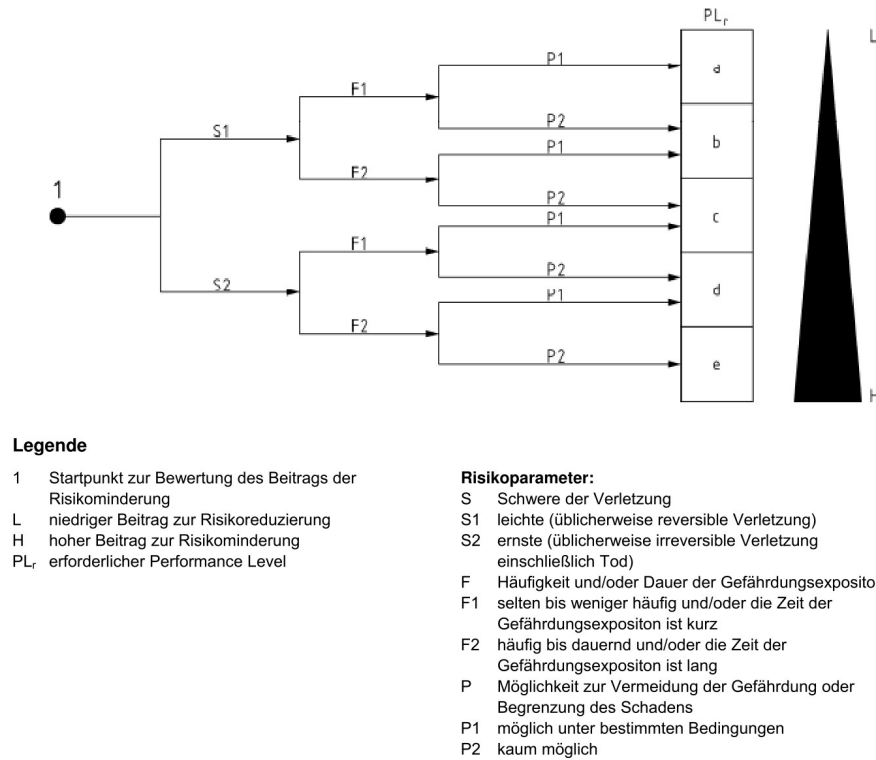 PLr
L
P1
a
F1
P2
S1
P1
b
F2
1
P2
c
P1
F1
P2
S2
d
P1
F2
P2
e
H
Legende
1 Startpunkt zur Bewertung des Beitrags der
Risikominderung
L niedriger Beitrag zur Risikoreduzierung
H hoher Beitrag zur Risikominderung
PLr erforderlicher Performance Level
Risikoparameter:
S Schwere der Verletzung
S1 leichte (üblicherweise reversible Verletzung)
S2 ernste (üblicherweise irreversible Verletzung
einschließlich Tod)
F Häufigkeit und/oder Dauer der Gefährdungsexposito
F1 selten bis weniger häufig und/oder die Zeit der
Gefährdungsexpositon ist kurz
F2 häufig bis dauernd und/oder die Zeit der
Gefährdungsexpositon ist lang
P Möglichkeit zur Vermeidung der Gefährdung oder
Begrenzung des Schadens
P1 möglich unter bestimmten Bedingungen
P2 kaum möglich